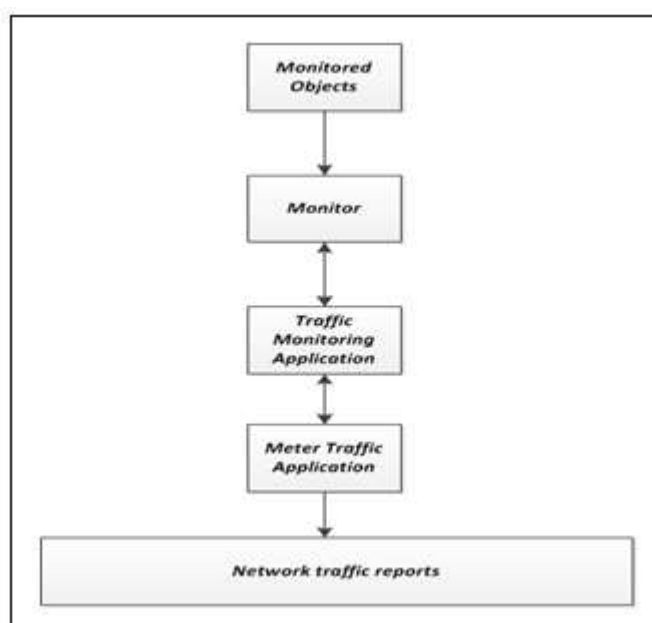 Monitored
Objects
Monitor
Traffic
Monitoring
Application
Meter Traffic
Application
Network traffic reports